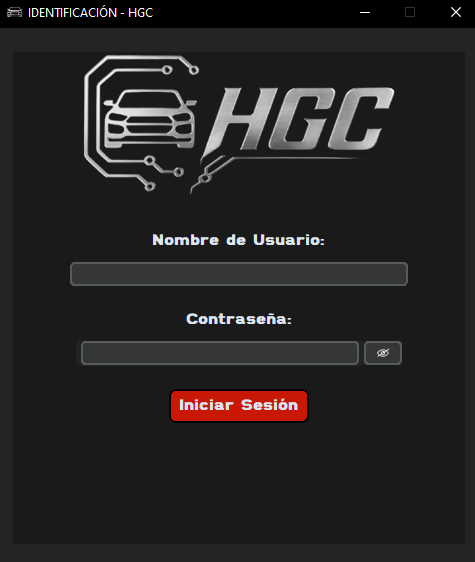 IDENTIFICACIÓN - HGC
HGC
Nombre de Usuario:
Contraseña:
Iniciar Sesión